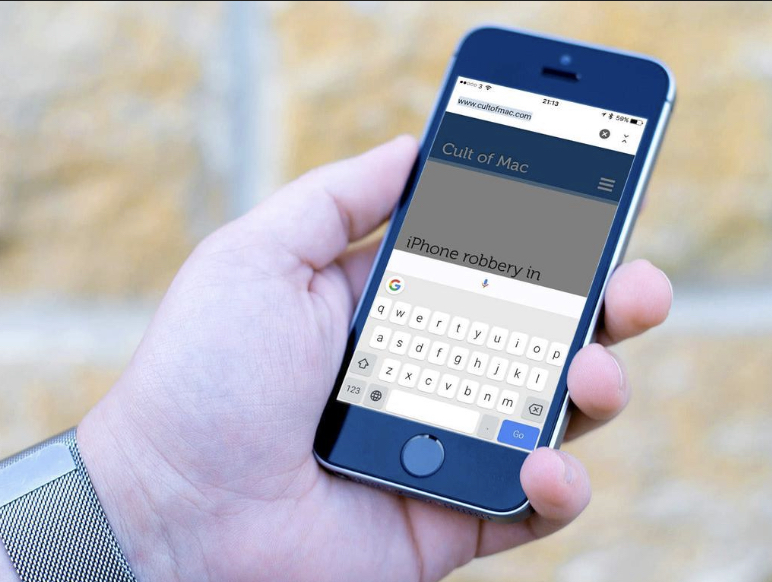 3 21:13 59%
www.cultofmac.com
Cult of Mac
iPhone robbery in
G
q w e r t y u i o p
a s d f g h j k l
z x c v b n m
123 . Go